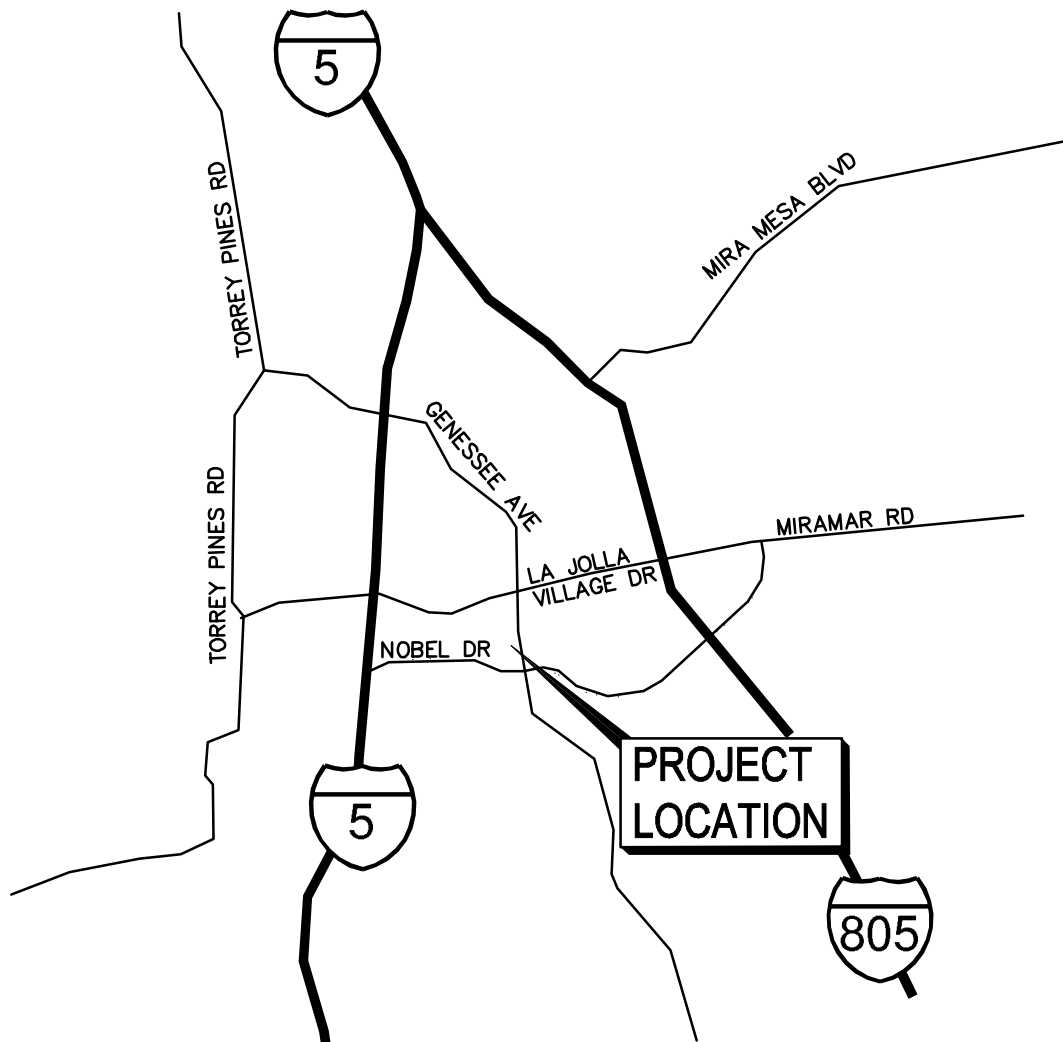 5
TORREY PINES RD
MIRA MESA BLVD
GENESSEE AVE
TORREY PINES RD
MIRAMAR RD
LA JOLLA
VILLAGE DR
NOBEL DR
PROJECT
LOCATION
5
805